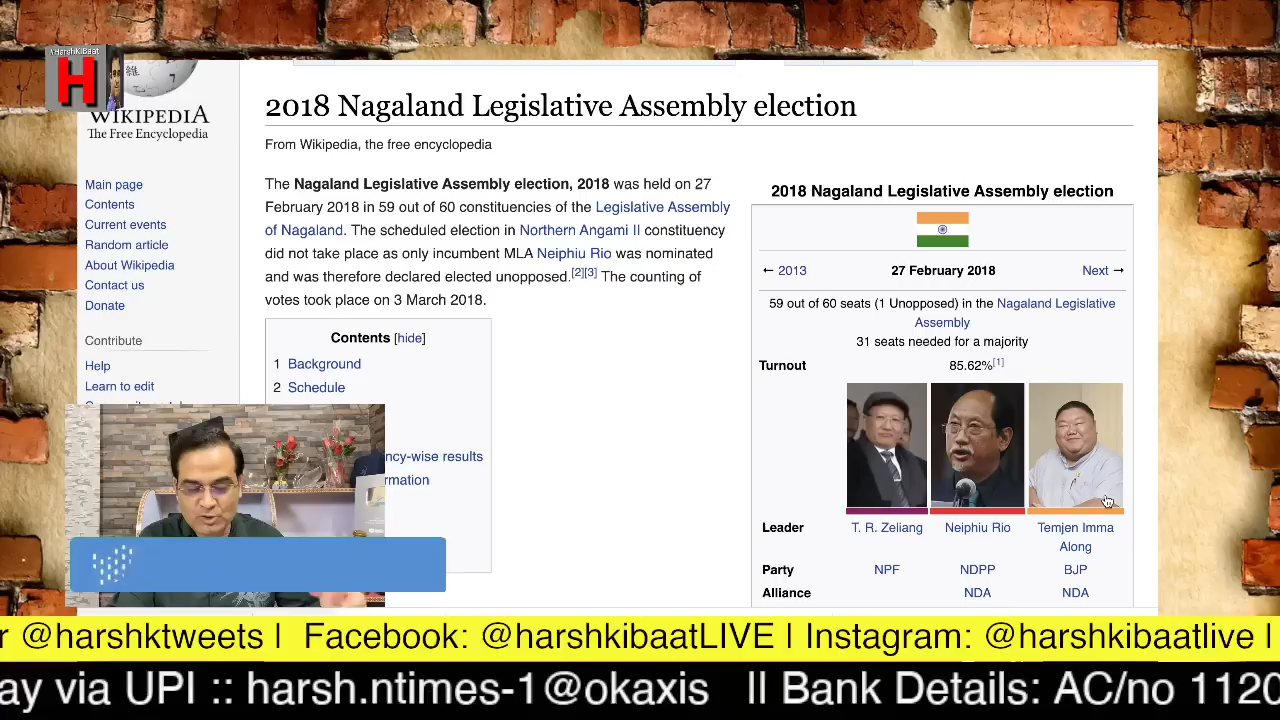 #HarshKiBaat
H
維
WIKIPEDIA
The Free Encyclopedia
Main page
Contents
Current events
Random article
About Wikipedia
Contact us
Donate
Contribute
Help
Learn to edit
2018 Nagaland Legislative Assembly election
From Wikipedia, the free encyclopedia
The Nagaland Legislative Assembly election, 2018 was held on 27
February 2018 in 59 out of 60 constituencies of the Legislative Assembly
of Nagaland. The scheduled election in Northern Angami II constituency
did not take place as only incumbent MLA Neiphiu Rio was nominated
and was therefore declared elected unopposed.[2][3] The counting of
votes took place on 3 March 2018.
Contents [hide]
1 Background
2 Schedule
ncy-wise results
rmation
2018 Nagaland Legislative Assembly election
← 2013 27 February 2018 Next →
59 out of 60 seats (1 Unopposed) in the Nagaland Legislative
Assembly
31 seats needed for a majority
Turnout 85.62%[1]
Leader T. R. Zeliang Neiphiu Rio Temjen Imma
Along
Party NPF NDPP BJP
Alliance NDA NDA
r @harshktweets | Facebook: @harshkibaatLIVE | Instagram: @harshkibaatlive |
ay via UPI :: harsh.ntimes-1@okaxis || Bank Details: AC/no 1120